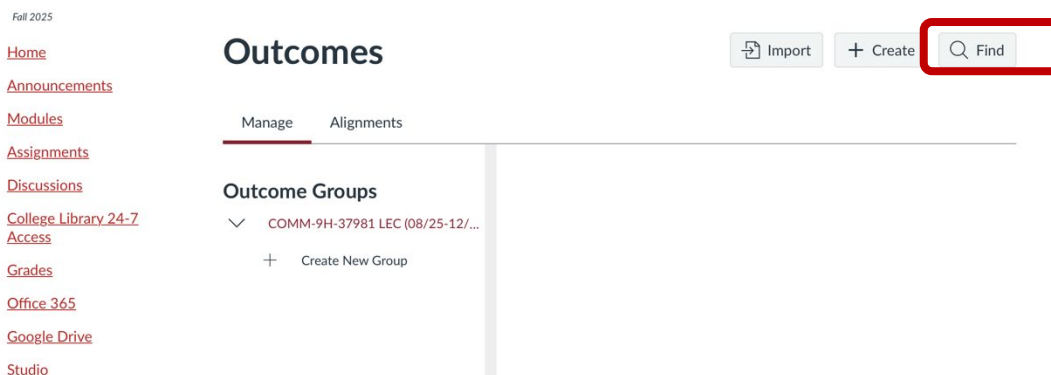 Fall 2025
Home
Announcements
Modules
Assignments
Discussions
College Library 24-7
Access
Grades
Office 365
Google Drive
Studio
Outcomes
Import
Create
Find
Manage
Alignments
Outcome Groups
COMM-9H-37981 LEC (08/25-12/...
Create New Group